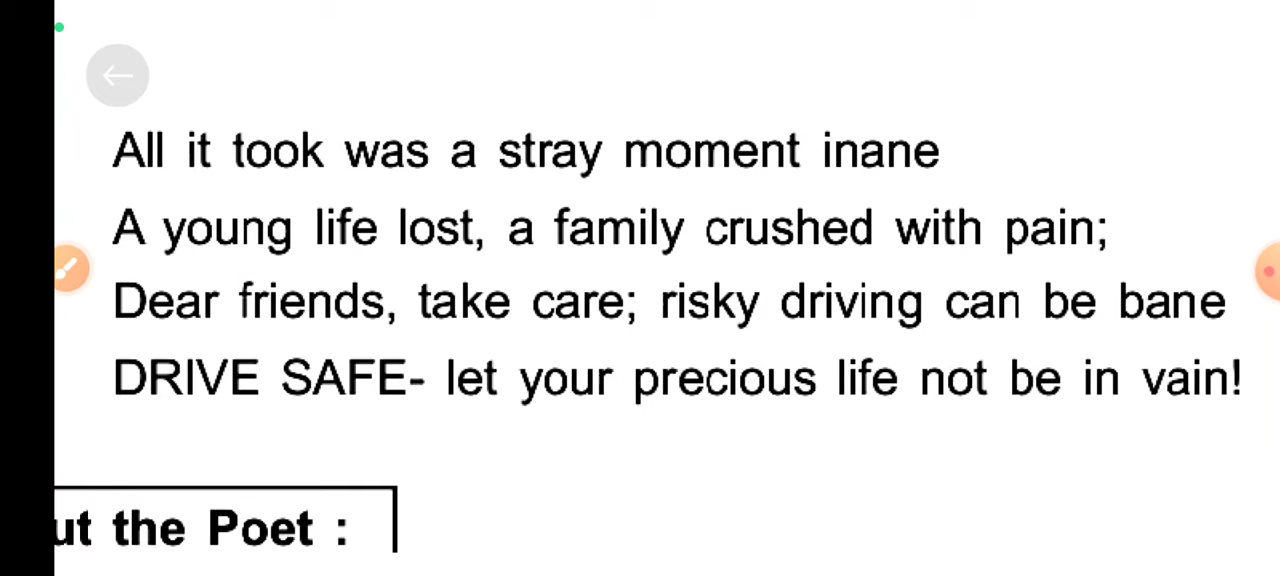 All it took was a stray moment inane
A young life lost, a family crushed with pain;
Dear friends, take care; risky driving can be bane
DRIVE SAFE- let your precious life not be in vain!
ut the Poet :